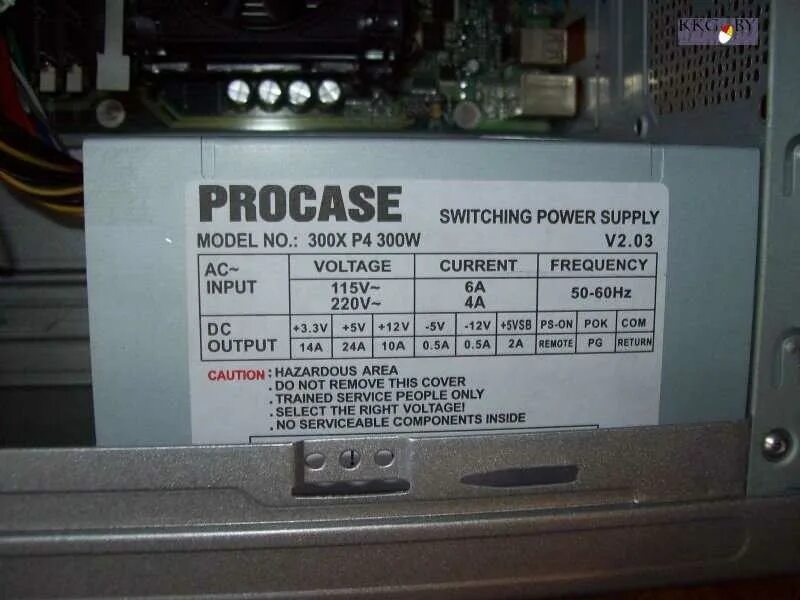 KKG BY
PROCASE SWITCHING POWER SUPPLY
MODEL NO.: 300X P4 300W V2.03
AC~ INPUT VOLTAGE CURRENT FREQUENCY
115V~ 6A 50-60Hz
220V~ 4A
DC OUTPUT +3.3V +5V +12V -5V -12V +5VSB PS-ON POK COM
14A 24A 10A 0.5A 0.5A 2A REMOTE PG RETURN
CAUTION : HAZARDOUS AREA
. DO NOT REMOVE THIS COVER
. TRAINED SERVICE PEOPLE ONLY
. SELECT THE RIGHT VOLTAGE!
. NO SERVICEABLE COMPONENTS INSIDE